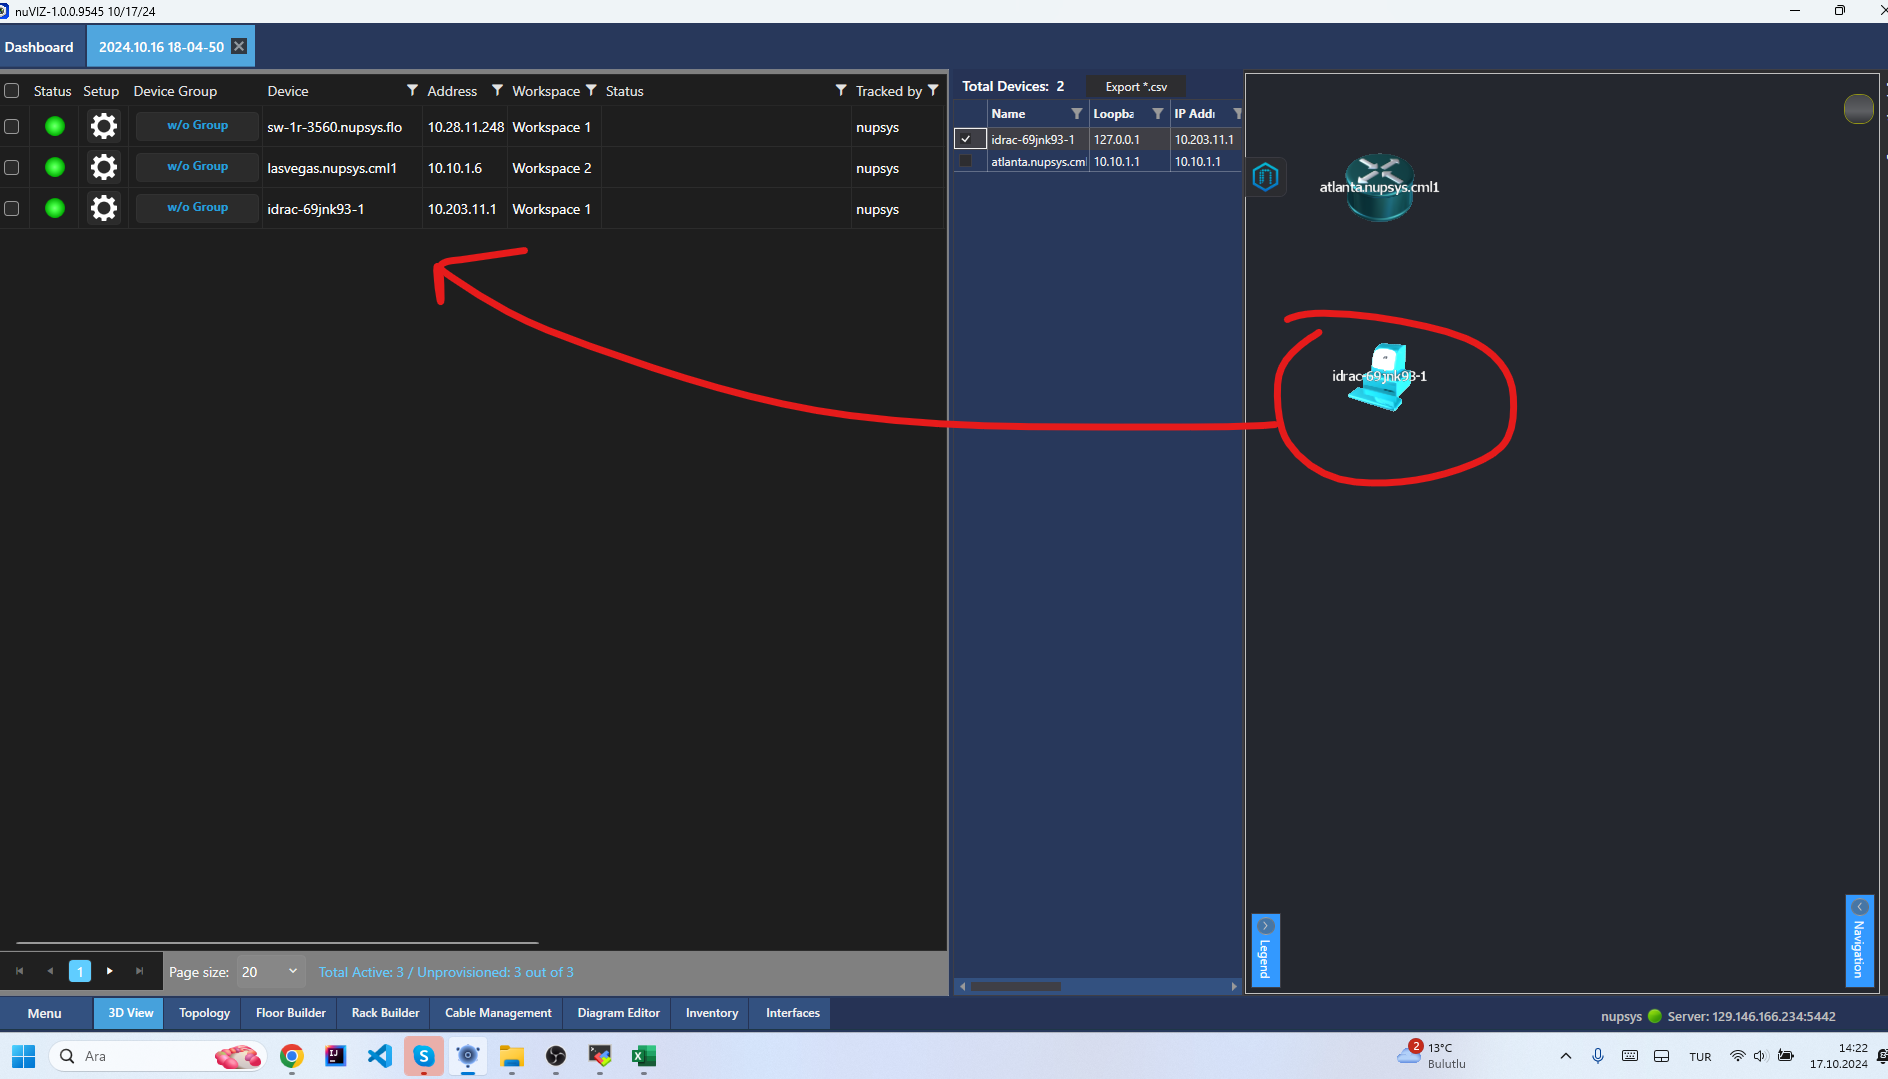 nuVIZ-1.0.0.9545 10/17/24
Dashboard
2024.10.16 18-04-50
Status Setup Device Group Device Address Workspace Status Tracked by
w/o Group sw-1r-3560.nupsys.flo 10.28.11.248 Workspace 1 nupsys
w/o Group lasvegas.nupsys.cml1 10.10.1.6 Workspace 2 nupsys
w/o Group idrac-69jnk93-1 10.203.11.1 Workspace 1 nupsys
Total Devices: 2 Export *.csv
Name Loopba IP Addr
idrac-69jnk93-1 127.0.0.1 10.203.11.1
atlanta.nupsys.cml 10.10.1.1 10.10.1.1
atlanta.nupsys.cml1
idrac-69jnk93-1
Legend
Navigation
1 Page size: 20 Total Active: 3 / Unprovisioned: 3 out of 3
Menu 3D View Topology Floor Builder Rack Builder Cable Management Diagram Editor Inventory Interfaces
nupsys Server: 129.146.166.234:5442
Ara
2
13°C
Bulutlu
TUR
14:22
17.10.2024